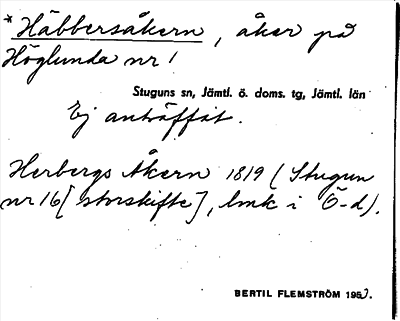 * Häbbersåkern, åker på
Höglunda nr 1
Stuguns sn, Jämtl. ö. doms. tg, Jämtl. län
Ej anträffat.
Herbergs Åkern 1819 (Stugun
nr 16 [storskifte], lmk i Ö-d).
BERTIL FLEMSTRÖM 195